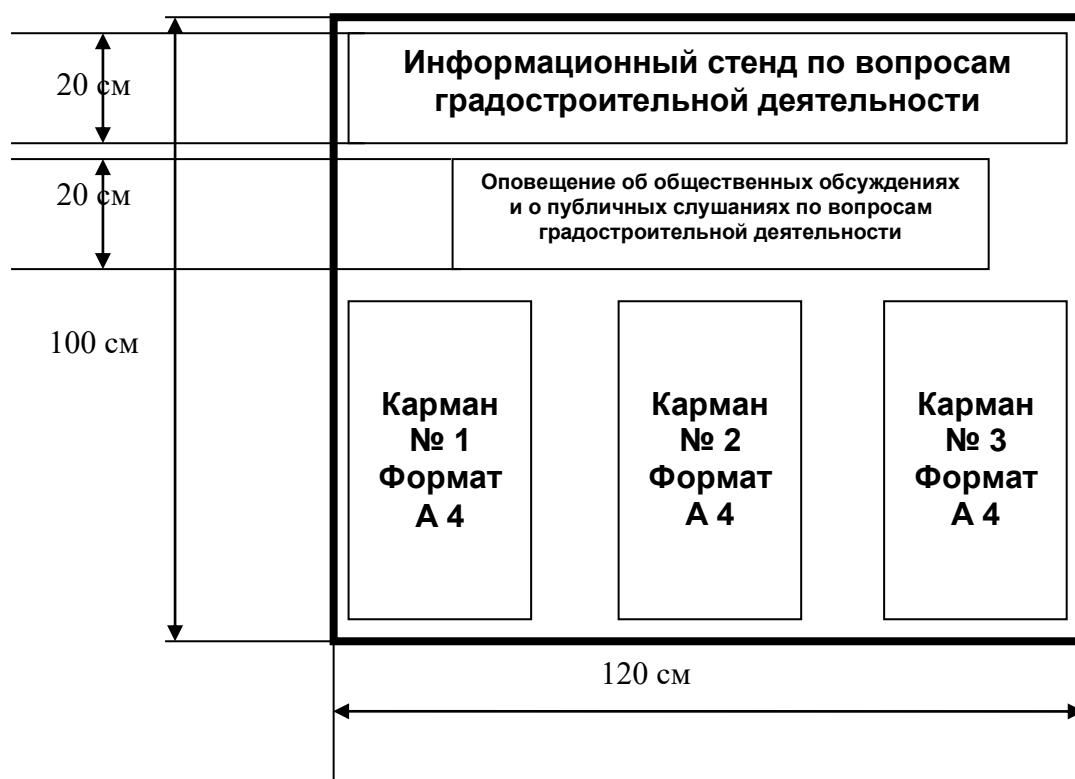 Информационный стенд по вопросам
градостроительной деятельности
20 см
Оповещение об общественных обсуждениях
и о публичных слушаниях по вопросам
градостроительной деятельности
20 см
100 см
Карман
№ 1
Формат
А 4
Карман
№ 2
Формат
А 4
Карман
№ 3
Формат
А 4
120 см